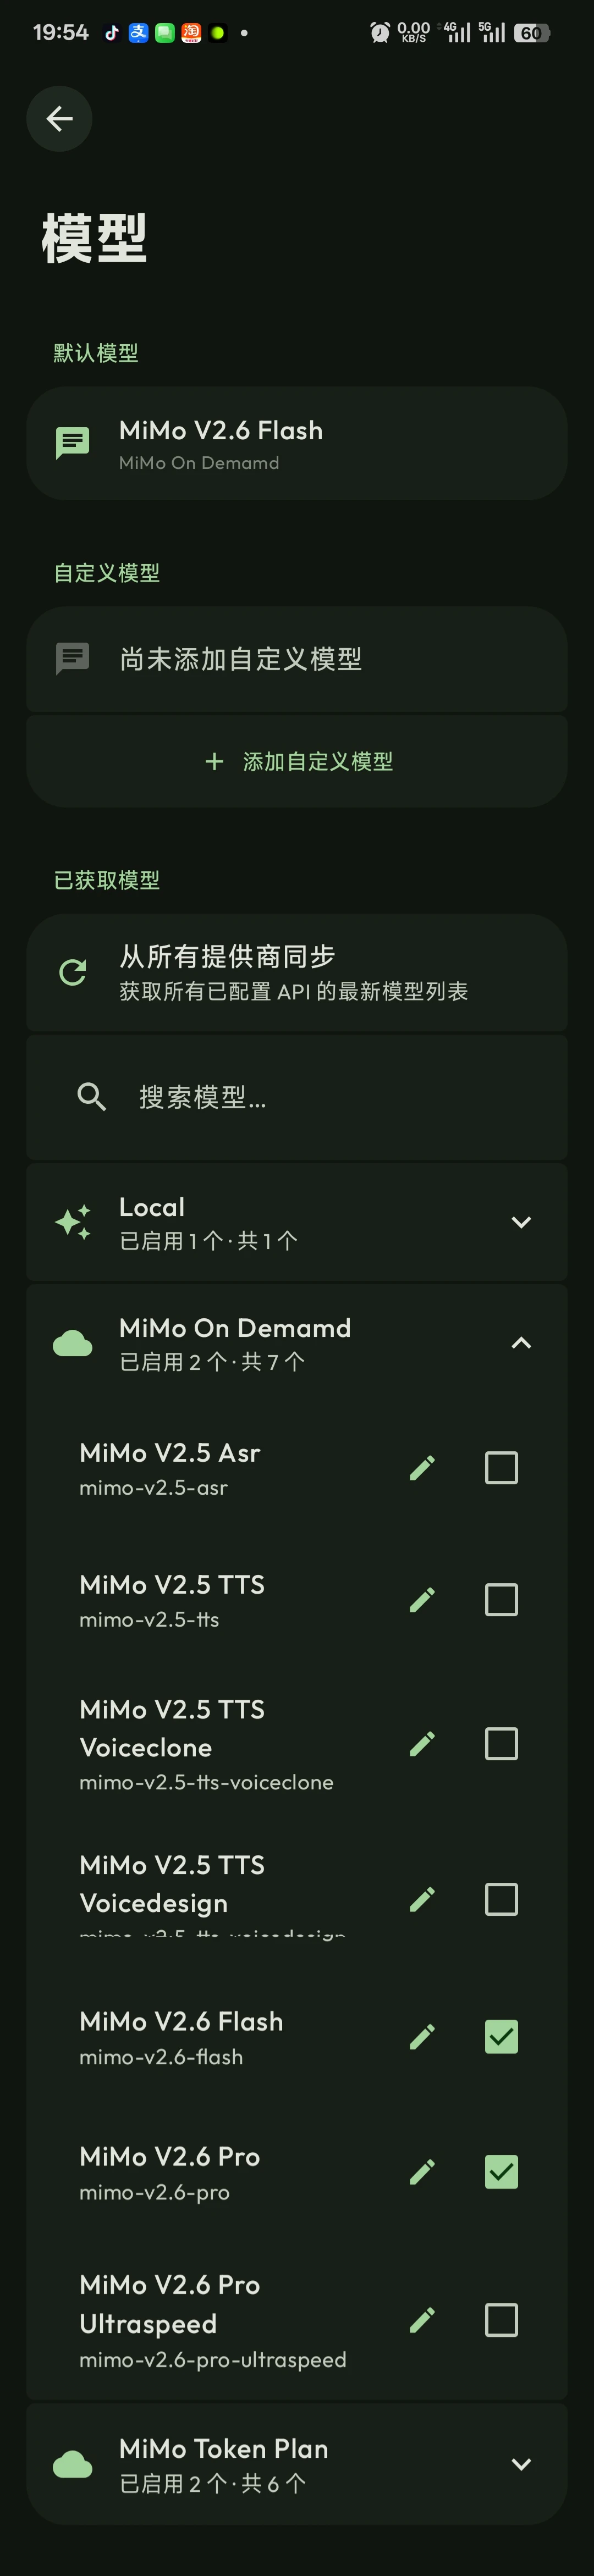 19:54
0.00
KB/S
4G
5G
60
模型
默认模型
MiMo V2.6 Flash
MiMo On Demamd
自定义模型
尚未添加自定义模型
+ 添加自定义模型
已获取模型
从所有提供商同步
获取所有已配置 API 的最新模型列表
搜索模型...
Local
已启用 1 个 · 共 1 个
MiMo On Demamd
已启用 2 个 · 共 7 个
MiMo V2.5 Asr
mimo-v2.5-asr
MiMo V2.5 TTS
mimo-v2.5-tts
MiMo V2.5 TTS
Voiceclone
mimo-v2.5-tts-voiceclone
MiMo V2.5 TTS
Voicedesign
mimo-v2.5-tts-voicedesign
MiMo V2.6 Flash
mimo-v2.6-flash
MiMo V2.6 Pro
mimo-v2.6-pro
MiMo V2.6 Pro
Ultraspeed
mimo-v2.6-pro-ultraspeed
MiMo Token Plan
已启用 2 个 · 共 6 个